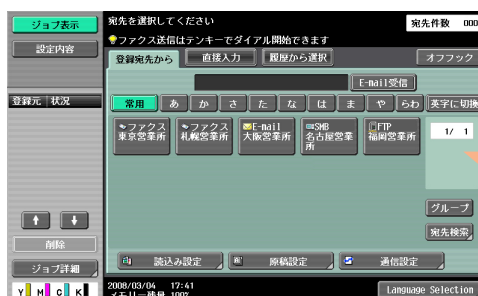 ジョブ表示
設定内容
登録元 状況
削除
ジョブ詳細
Y M C K
宛先を選択してください
宛先件数 000
ファクス送信はテンキーでダイアル開始できます
登録宛先から 直接入力 履歴から選択 オフフック
E-mail受信
常用 あ か さ た な は ま や らわ 英字に切換
ファクス
東京営業所
ファクス
札幌営業所
E-mail
大阪営業所
SMB
名古屋営業
所
FTP
福岡営業所
1/ 1
グループ
宛先検索
読込み設定 原稿設定 通信設定
2008/03/04 17:41
メモリー残量 100%
Language Selection